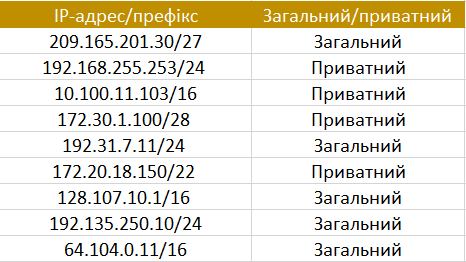 IP-адрес/префікс Загальний/приватний
209.165.201.30/27 Загальний
192.168.255.253/24 Приватний
10.100.11.103/16 Приватний
172.30.1.100/28 Приватний
192.31.7.11/24 Загальний
172.20.18.150/22 Приватний
128.107.10.1/16 Загальний
192.135.250.10/24 Загальний
64.104.0.11/16 Загальний